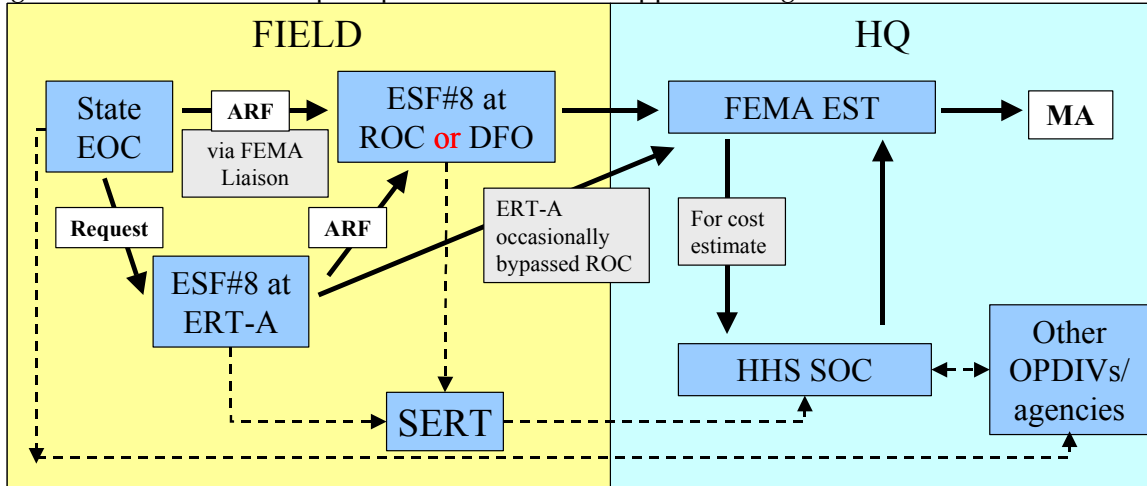 FIELD
HQ
State
EOC
ARF
via FEMA
Liaison
ESF#8 at
ROC or DFO
FEMA EST
MA
Request
ARF
ERT-A
occasionally
bypassed ROC
For cost
estimate
ESF#8 at
ERT-A
HHS SOC
Other
OPDIVs/
agencies
SERT